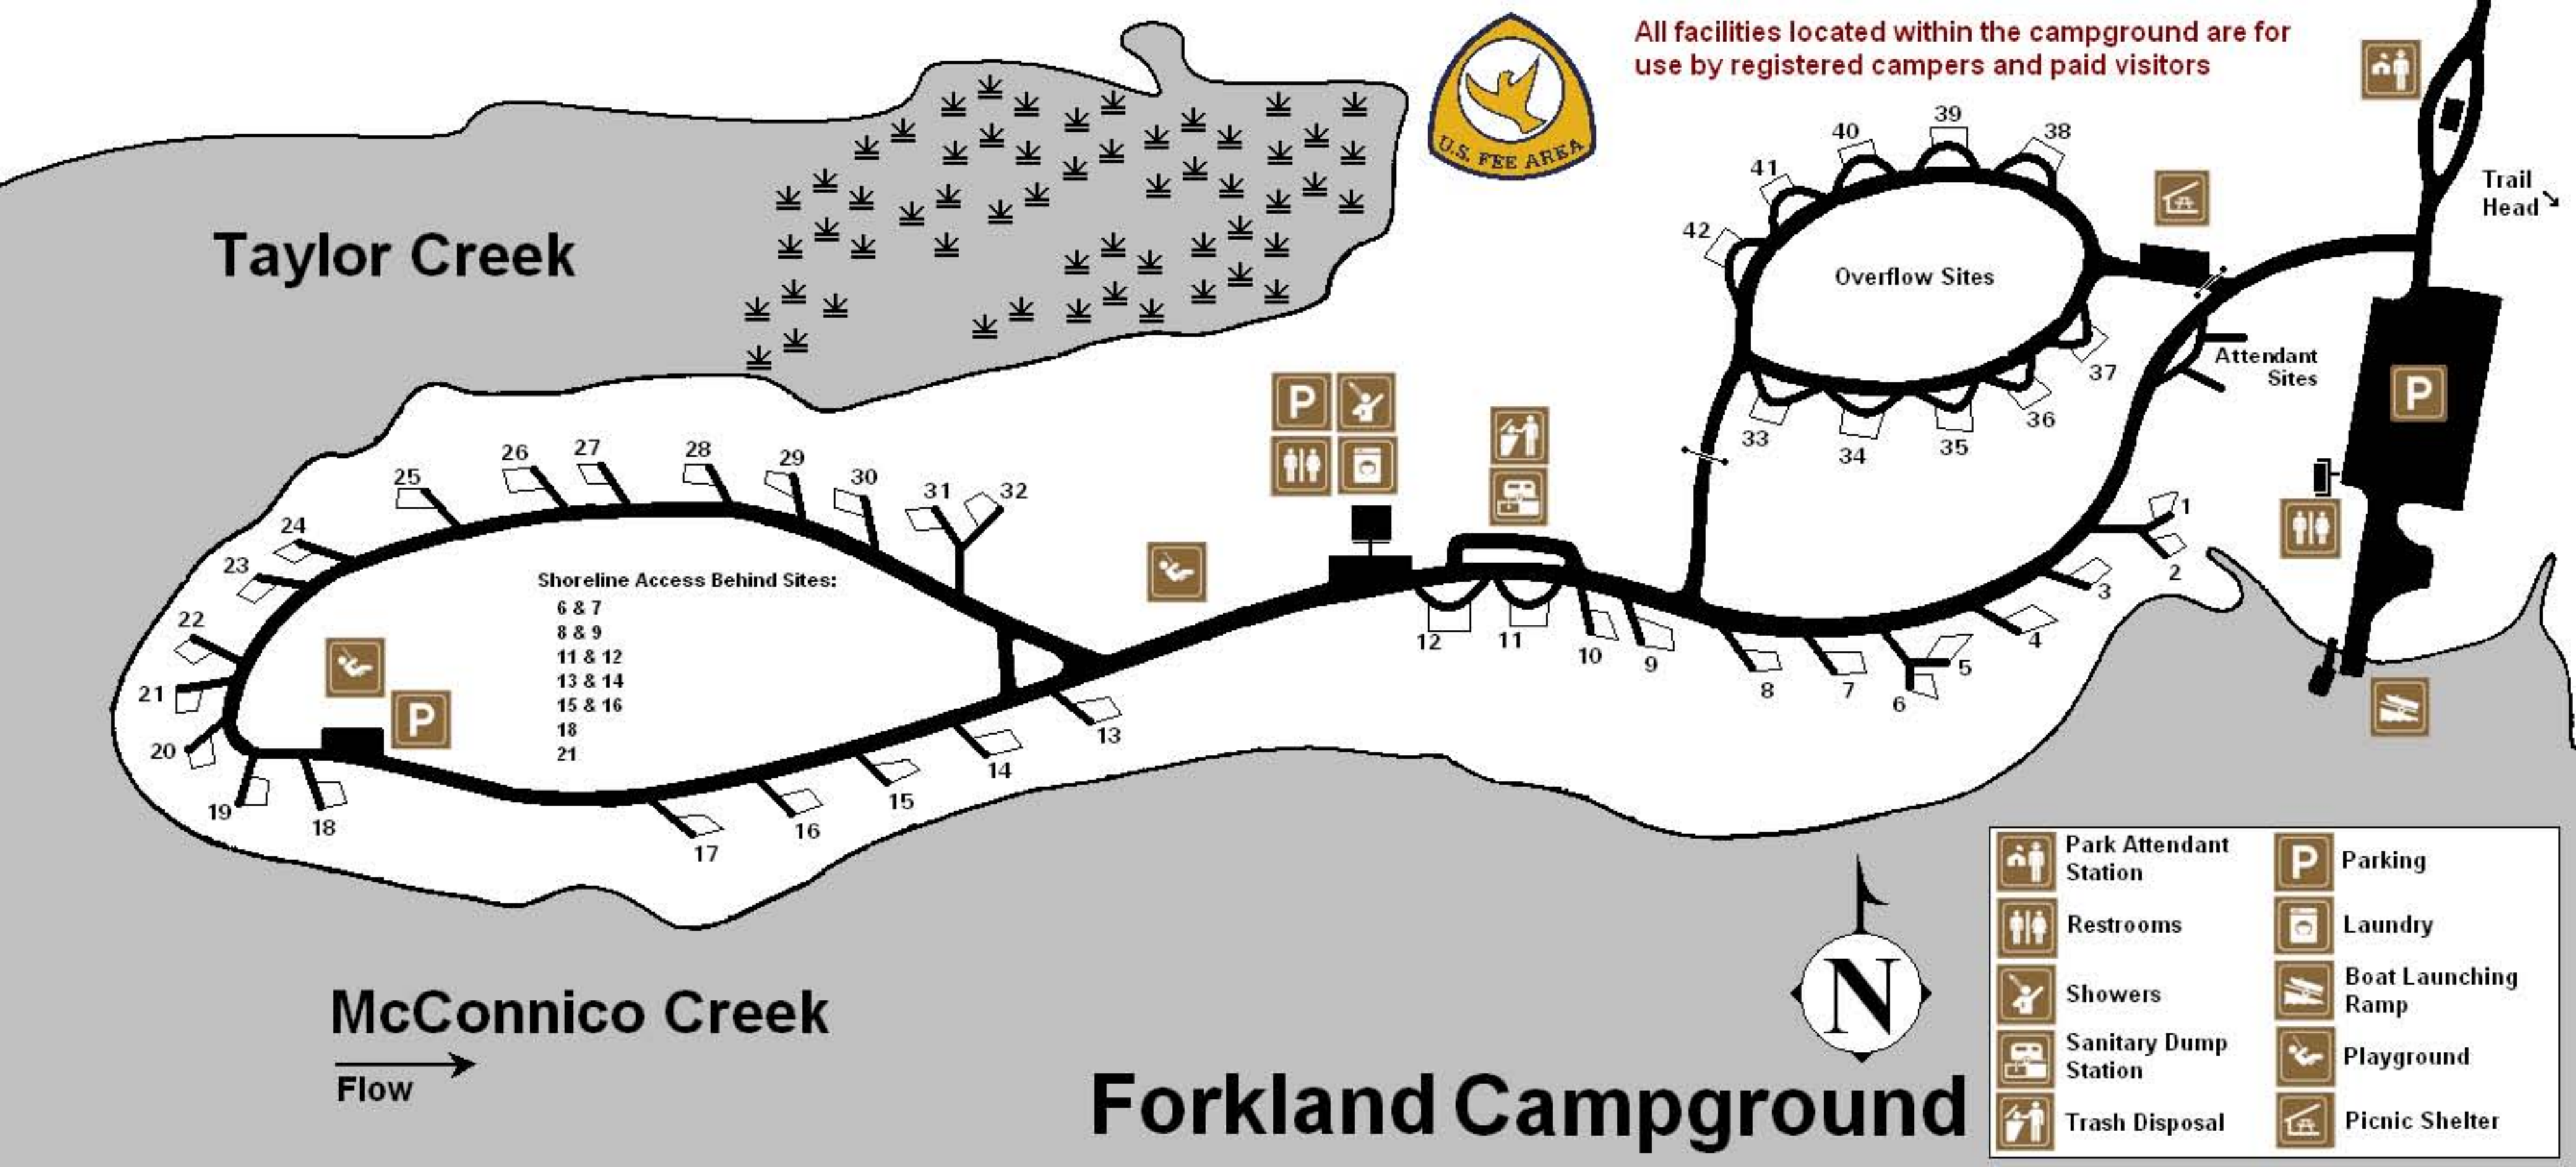 All facilities located within the campground are for
use by registered campers and paid visitors
U.S. FEE AREA
Trail
Head
Taylor Creek
39
40
38
41
42
Overflow Sites
37
36
35
34
33
Attendant
Sites
P
P
P
25
26
27
28
29
30
31
32
24
23
22
21
20
19
18
17
16
15
14
13
12
11
10
9
8
7
6
5
4
3
2
1
Shoreline Access Behind Sites:
6 & 7
8 & 9
11 & 12
13 & 14
15 & 16
18
21
McConnico Creek
Flow
N
Forkland Campground
Park Attendant
Station
Restrooms
Showers
Sanitary Dump
Station
Trash Disposal
P
Parking
Laundry
Boat Launching
Ramp
Playground
Picnic Shelter